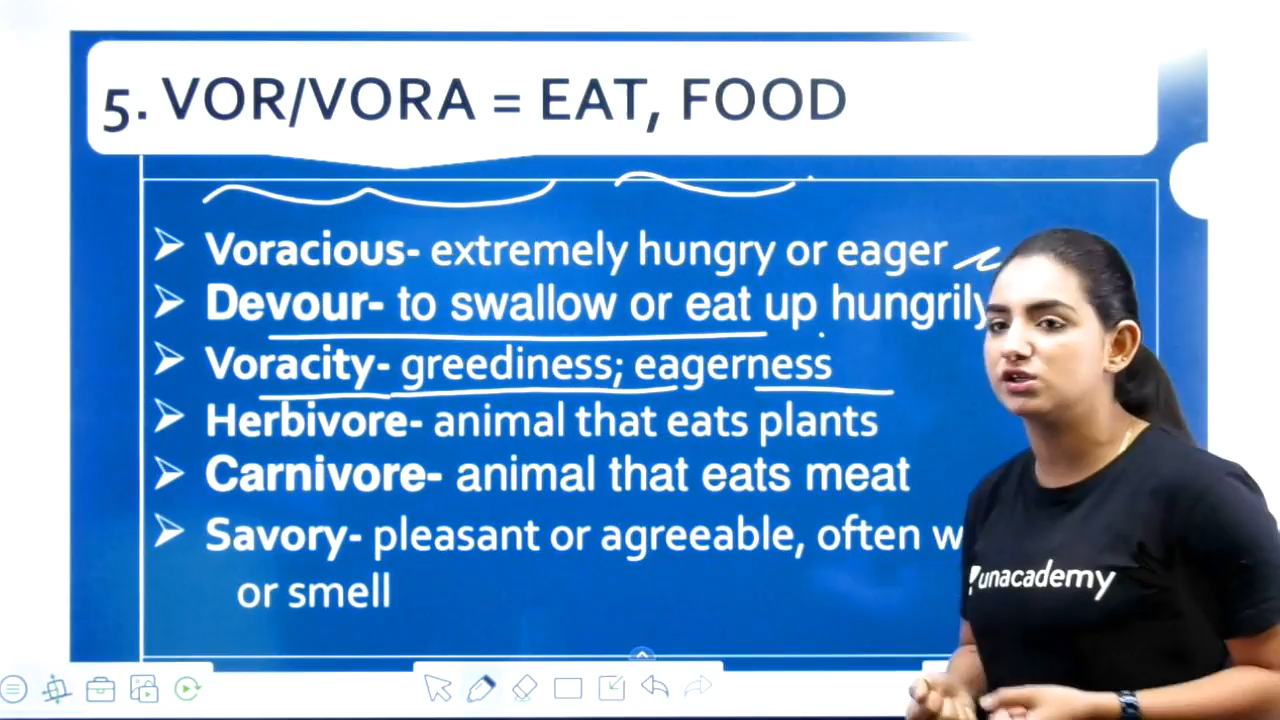 5. VOR/VORA = EAT, FOOD
Voracious- extremely hungry or eager
Devour- to swallow or eat up hungrily
Voracity- greediness; eagerness
Herbivore- animal that eats plants
Carnivore- animal that eats meat
Savory- pleasant or agreeable, often
or smell
unacademy